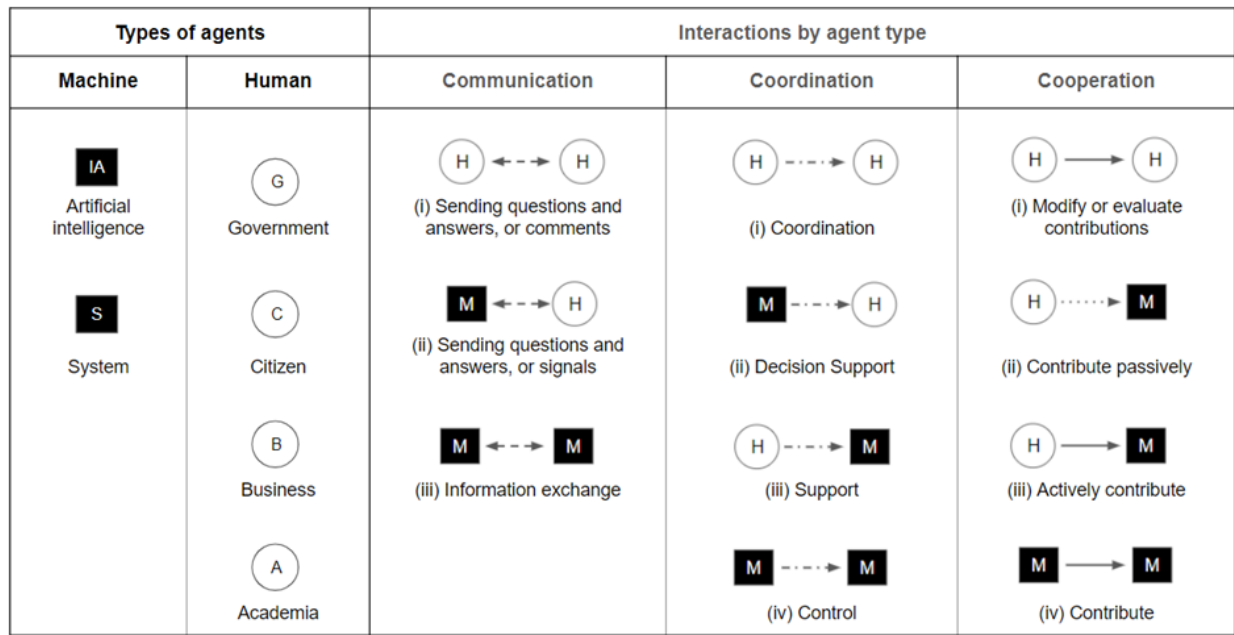 Types of agents
Interactions by agent type
Machine
Human
Communication
Coordination
Cooperation
IA
Artificial
intelligence
S
System
G
Government
C
Citizen
B
Business
A
Academia
H
H
(i) Sending questions and
answers, or comments
M
H
(ii) Sending questions and
answers, or signals
M
M
(iii) Information exchange
H
H
(i) Coordination
M
H
(ii) Decision Support
H
M
(iii) Support
M
M
(iv) Control
H
H
(i) Modify or evaluate
contributions
H
M
(ii) Contribute passively
H
M
(iii) Actively contribute
M
M
(iv) Contribute